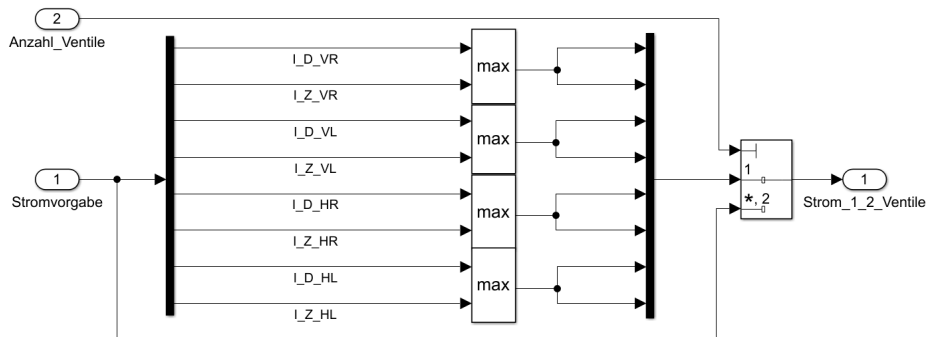 2
Anzahl_Ventile
I_D_VR
max
I_Z_VR
I_D_VL
max
I_Z_VL
1
Stromvorgabe
I_D_HR
max
I_Z_HR
I_D_HL
max
I_Z_HL
1
*, 2
1
Strom_1_2_Ventile